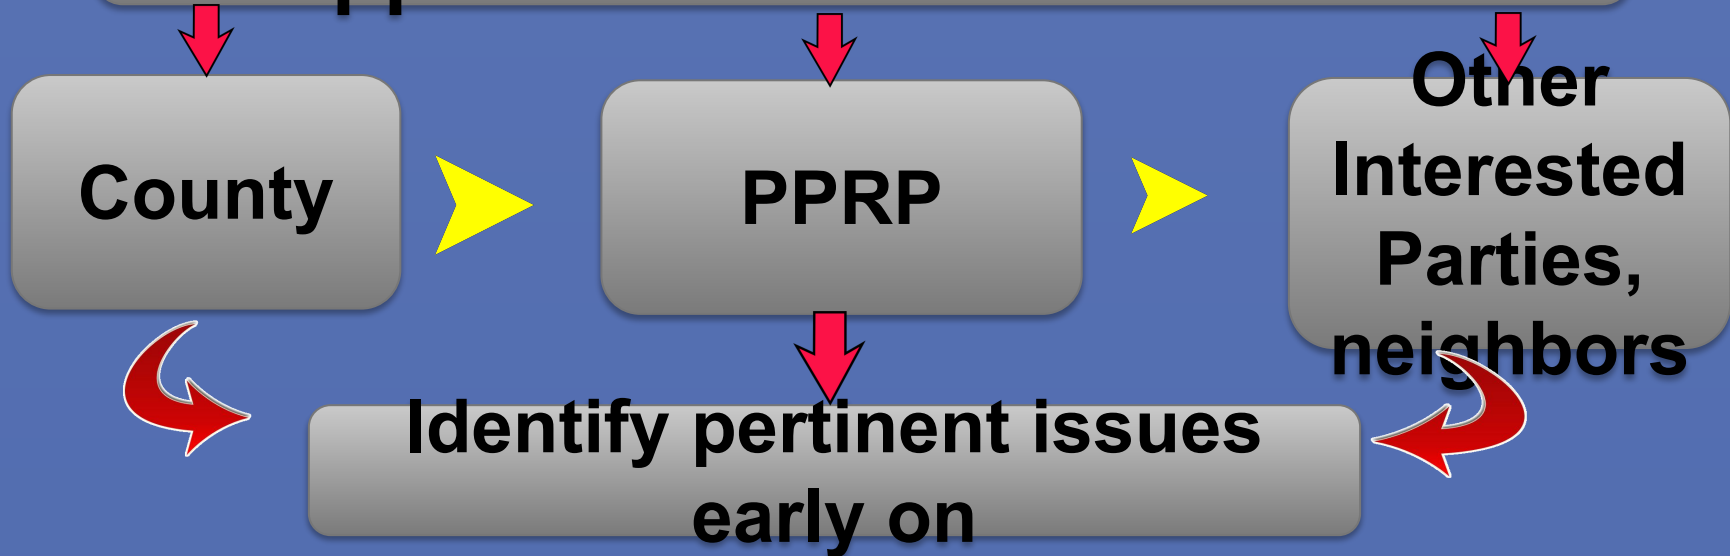 County
PPRP
Other
Interested
Parties,
neighbors
Identify pertinent issues
early on